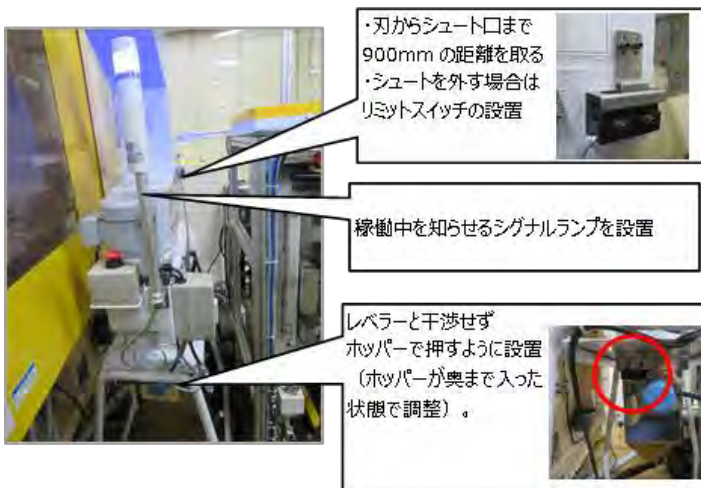 ・刃からシュート口まで
900mm の距離を取る
・シュートを外す場合は
リミットスイッチの設置
稼働中を知らせるシグナルランプを設置
レベラーと干渉せず
ホッパーで押すように設置
（ホッパーが奥まで入った
状態で調整）。